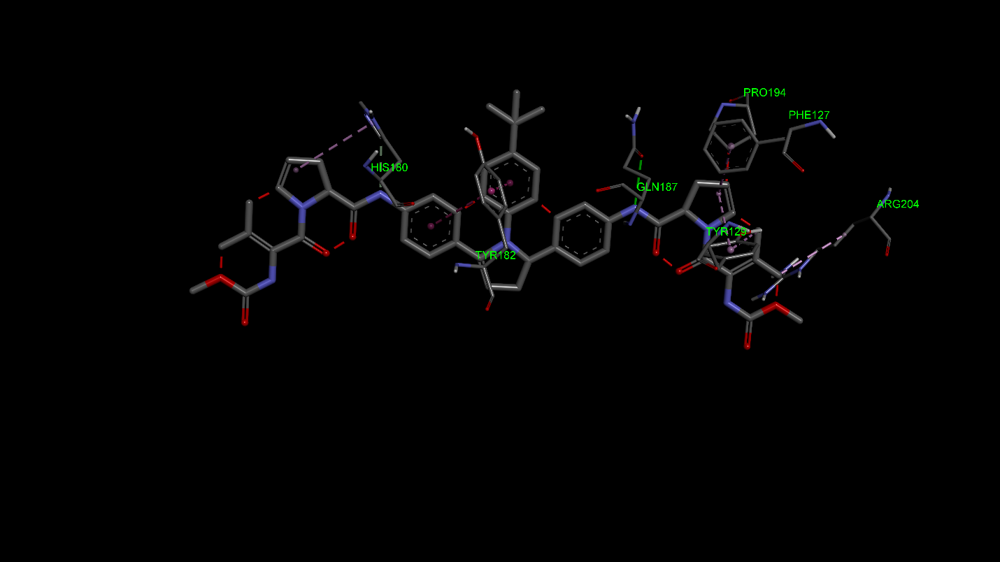 PRO194
PHE127
HIS180
GLN187
ARG204
TYR129
TYR182